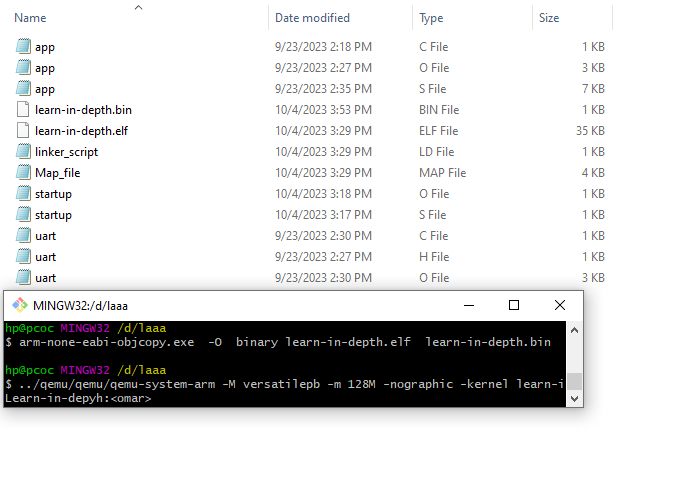 Name Date modified Type Size
app 9/23/2023 2:18 PM C File 1 KB
app 9/23/2023 2:27 PM O File 3 KB
app 9/23/2023 2:35 PM S File 7 KB
learn-in-depth.bin 10/4/2023 3:53 PM BIN File 1 KB
learn-in-depth.elf 10/4/2023 3:29 PM ELF File 35 KB
linker_script 10/4/2023 3:29 PM LD File 1 KB
Map_file 10/4/2023 3:29 PM MAP File 4 KB
startup 10/4/2023 3:18 PM O File 1 KB
startup 10/4/2023 3:17 PM S File 1 KB
uart 9/23/2023 2:30 PM C File 1 KB
uart 9/23/2023 2:27 PM H File 1 KB
uart 9/23/2023 2:30 PM O File 3 KB
MINGW32:/d/laaa
hp@pcoc MINGW32 /d/laaa
$ arm-none-eabi-objcopy.exe -O binary learn-in-depth.elf learn-in-depth.bin
hp@pcoc MINGW32 /d/laaa
$ ../qemu/qemu/qemu-system-arm -M versatilepb -m 128M -nographic -kernel learn-i
Learn-in-depyh:<omar>